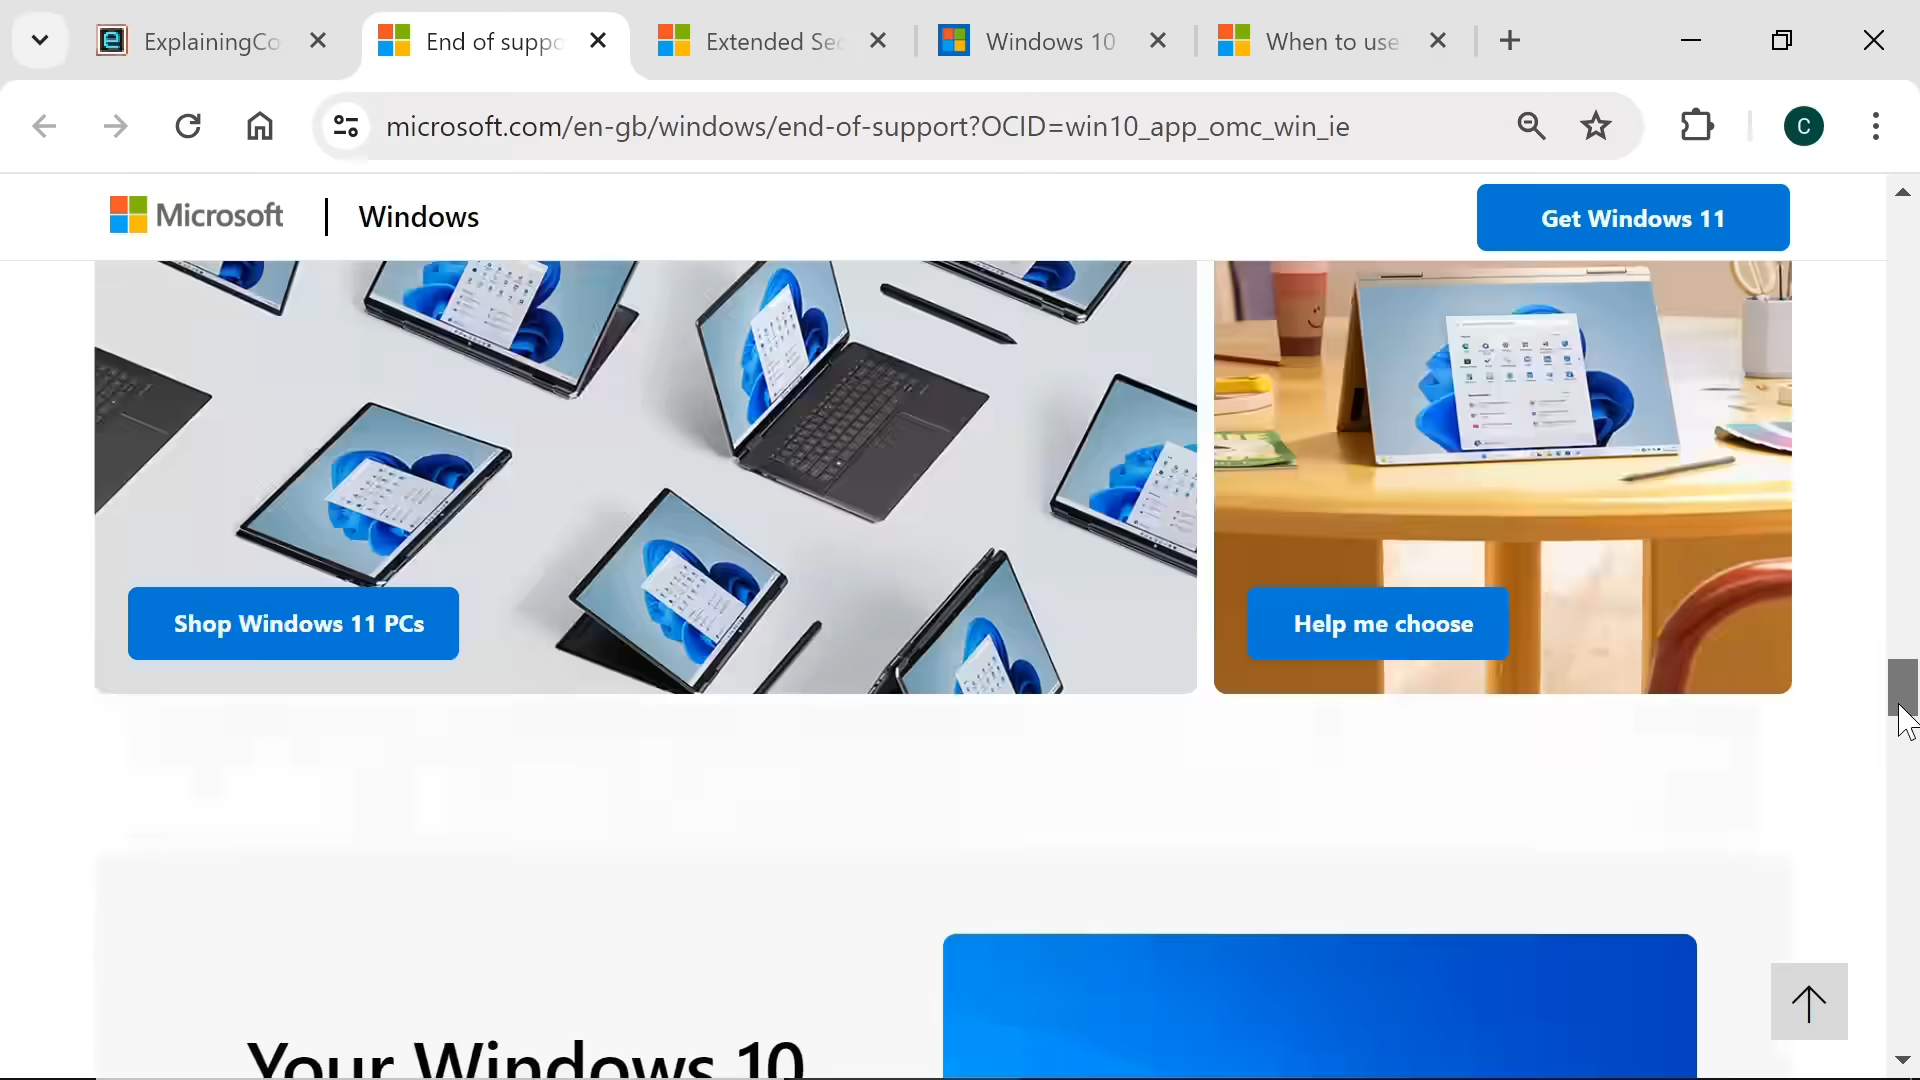 ExplainingCo
End of suppo
Extended Sec
Windows 10
When to use
microsoft.com/en-gb/windows/end-of-support?OCID=win10_app_omc_win_ie
C
Microsoft
Windows
Get Windows 11
Shop Windows 11 PCs
Help me choose
Your Windows 10